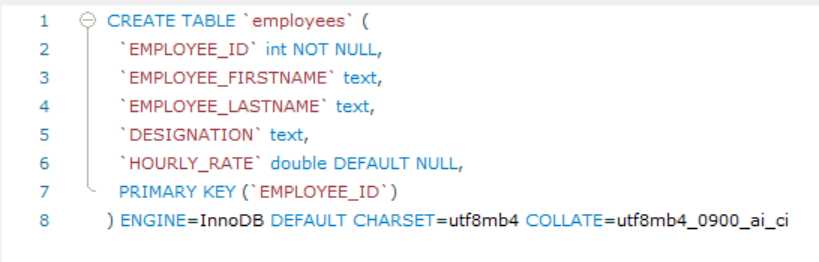 1 CREATE TABLE `employees` (
2 `EMPLOYEE_ID` int NOT NULL,
3 `EMPLOYEE_FIRSTNAME` text,
4 `EMPLOYEE_LASTNAME` text,
5 `DESIGNATION` text,
6 `HOURLY_RATE` double DEFAULT NULL,
7 PRIMARY KEY (`EMPLOYEE_ID`)
8 ) ENGINE=InnoDB DEFAULT CHARSET=utf8mb4 COLLATE=utf8mb4_0900_ai_ci